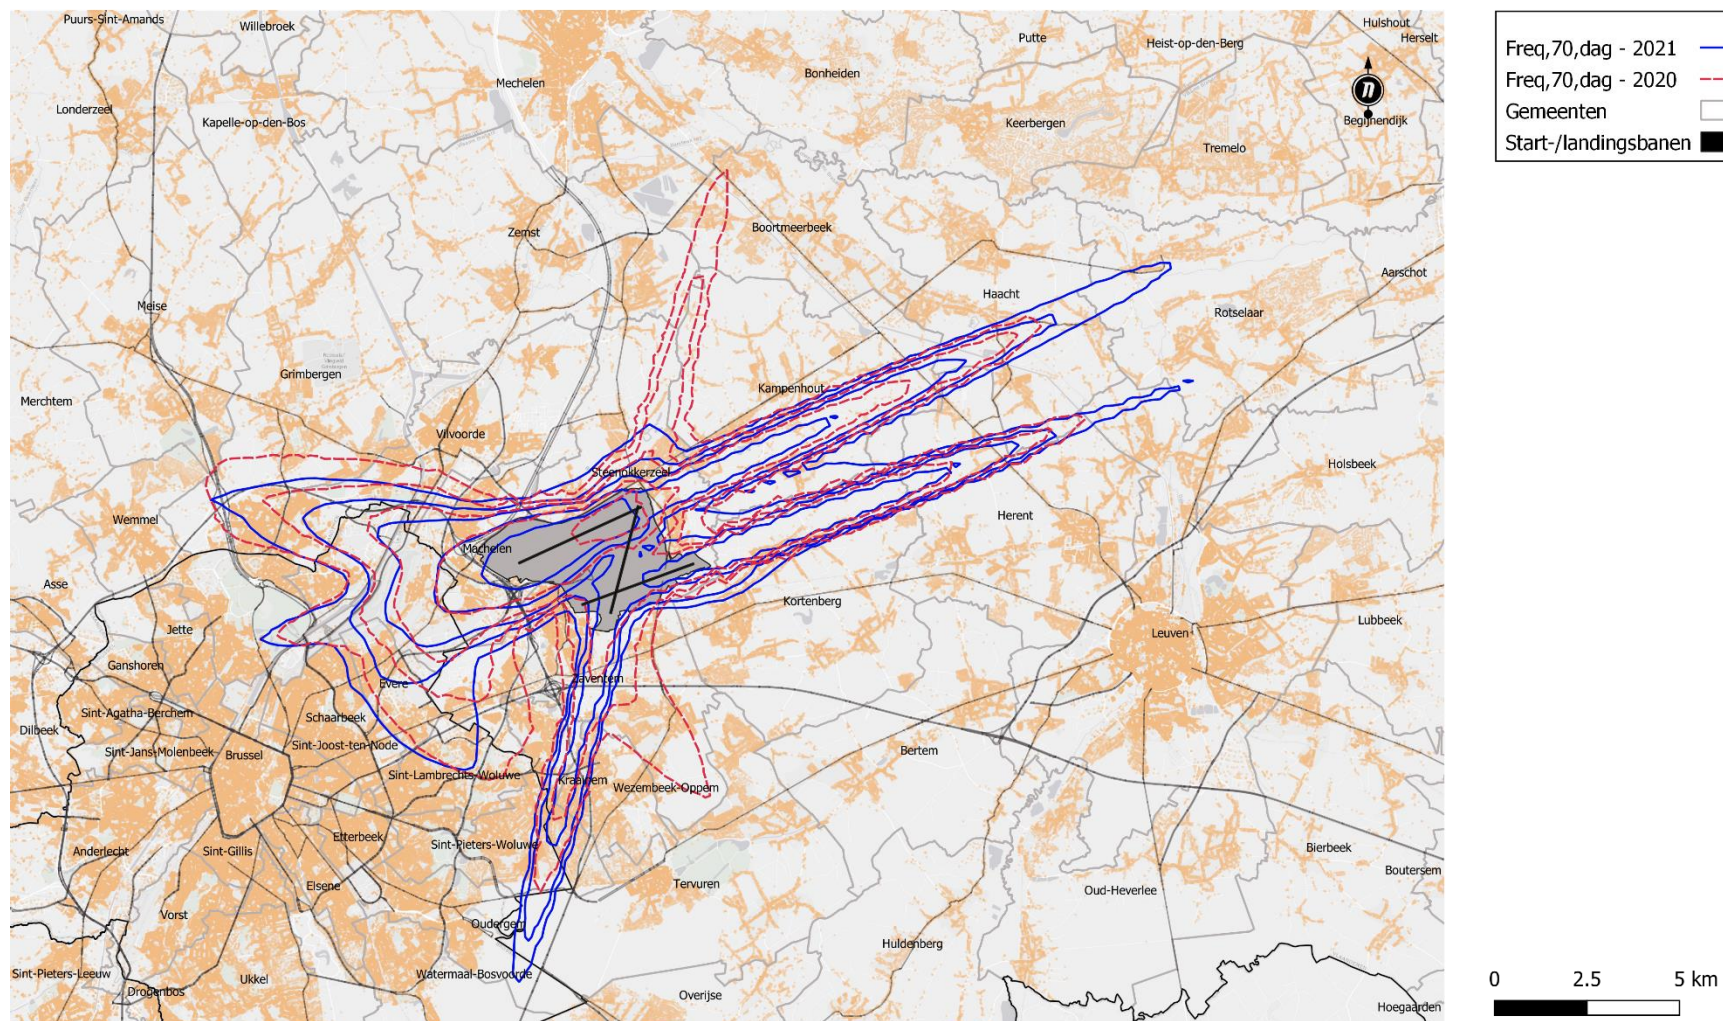 Puurs-Sint-Amands
Willebroek
Hulshout
Herselt
Putte
Heist-op-den-Berg
Bonheiden
Mechelen
Londerzeel
Kapelle-op-den-Bos
Keerbergen
Begijnendijk
Tremelo
Zemst
Boortmeerbeek
Aarschot
Meise
Haacht
Rotselaar
Grimbergen
Kampenhout
Merchtem
Vilvoorde
Steenokkerzeel
Holsbeek
Wemmel
Herent
Machelen
Asse
Kortenberg
Jette
Leuven
Lubbeek
Ganshoren
Zaventem
Evere
Sint-Agatha-Berchem
Schaarbeek
Dilbeek
Sint-Jans-Molenbeek
Brussel
Sint-Joost-ten-Node
Bertem
Sint-Lambrechts-Woluwe
Kraainem
Wezembeek-Oppem
Etterbeek
Anderlecht
Sint-Gillis
Sint-Pieters-Woluwe
Bierbeek
Boutersem
Elsene
Tervuren
Oud-Heverlee
Vorst
Oudergem
Huldenberg
Sint-Pieters-Leeuw
Ukkel
Watermaal-Bosvoorde
Drogenbos
Overijse
Hoegaarden
n
Freq,70,dag - 2021
Freq,70,dag - 2020
Gemeenten
Start-/landingsbanen
0 2.5 5 km